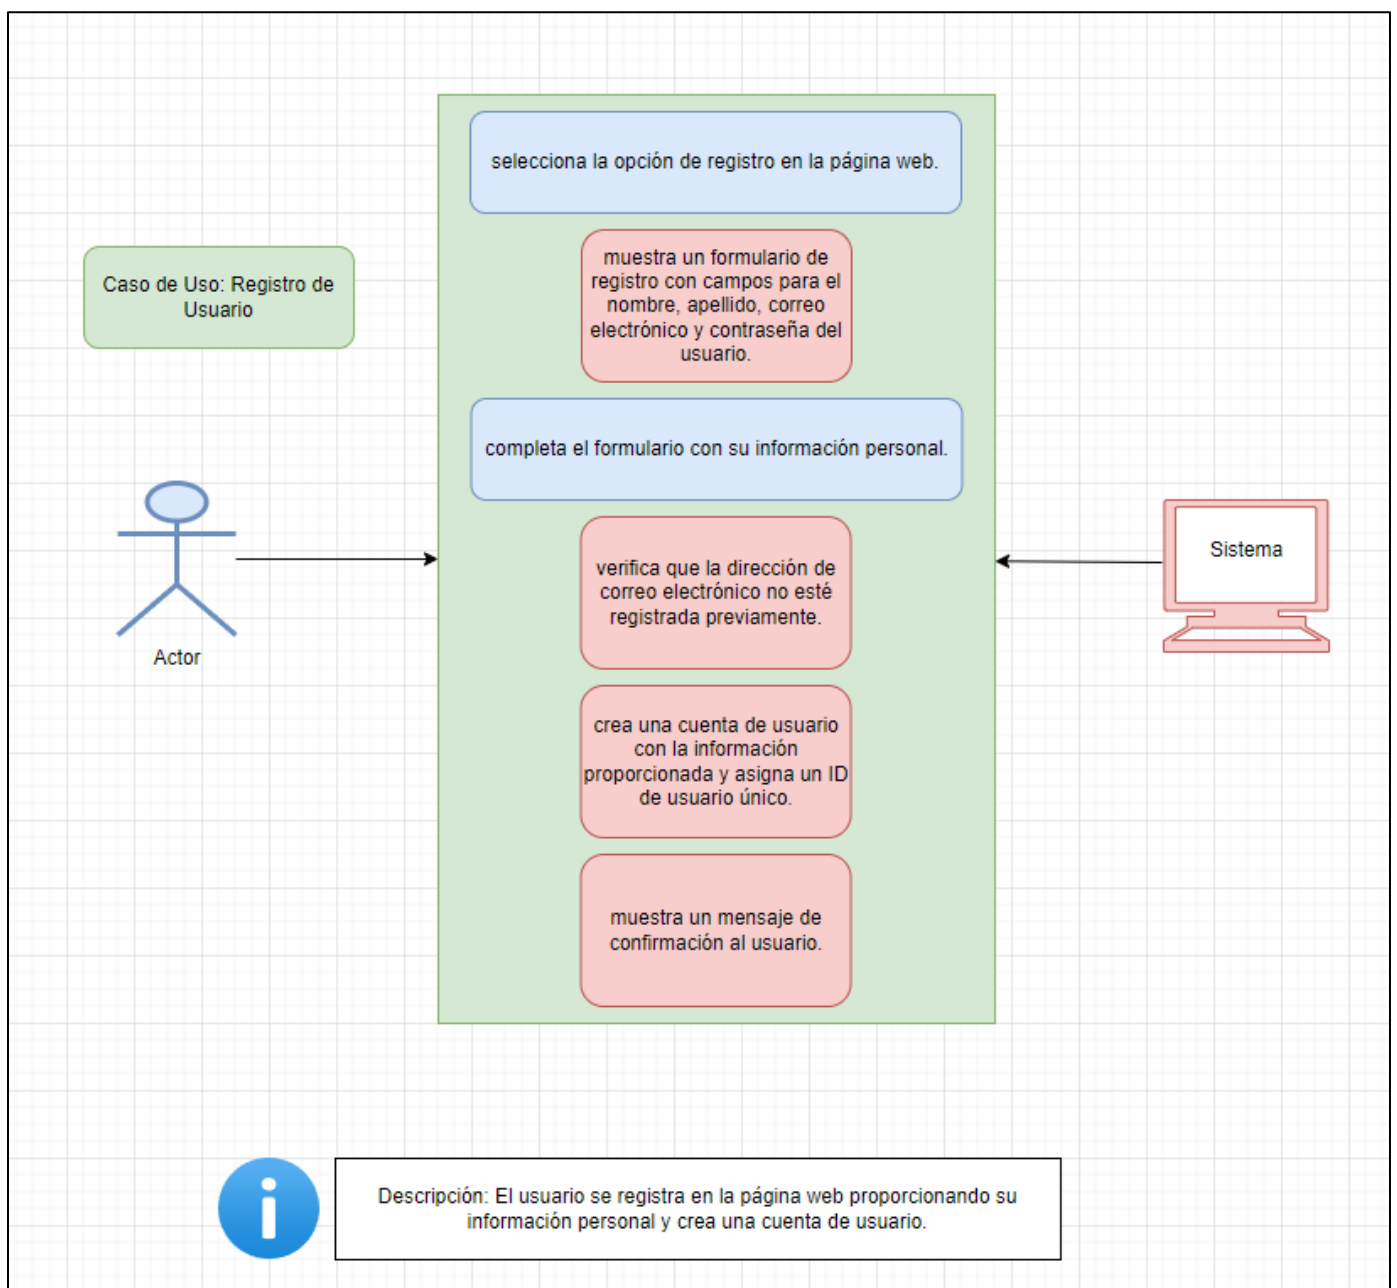 selecciona la opción de registro en la página web.
muestra un formulario de
registro con campos para el
nombre, apellido, correo
electrónico y contraseña del
usuario.
Caso de Uso: Registro de
Usuario
completa el formulario con su información personal.
verifica que la dirección de
correo electrónico no esté
registrada previamente.
Sistema
Actor
crea una cuenta de usuario
con la información
proporcionada y asigna un ID
de usuario único.
muestra un mensaje de
confirmación al usuario.
Descripción: El usuario se registra en la página web proporcionando su
información personal y crea una cuenta de usuario.